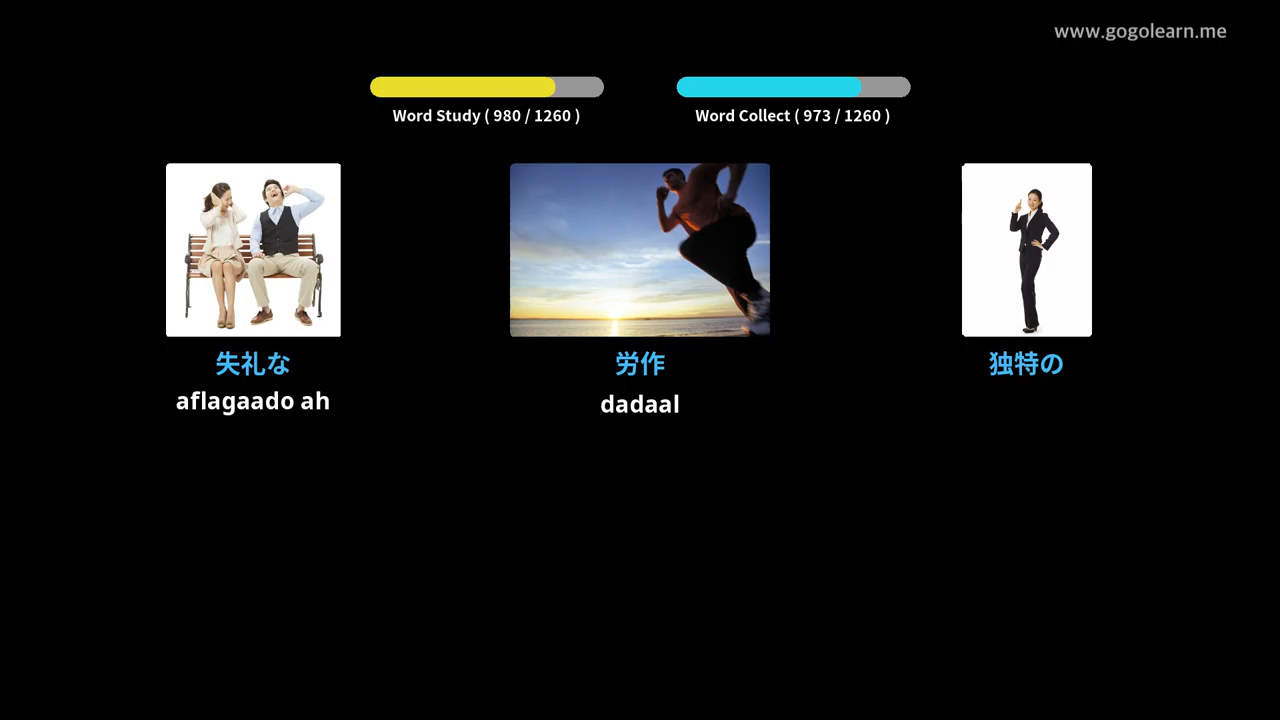 www.gogolearn.me
Word Study ( 980 / 1260 )
Word Collect ( 973 / 1260 )
失礼な
労作
独特の
aflagaado ah
dadaal